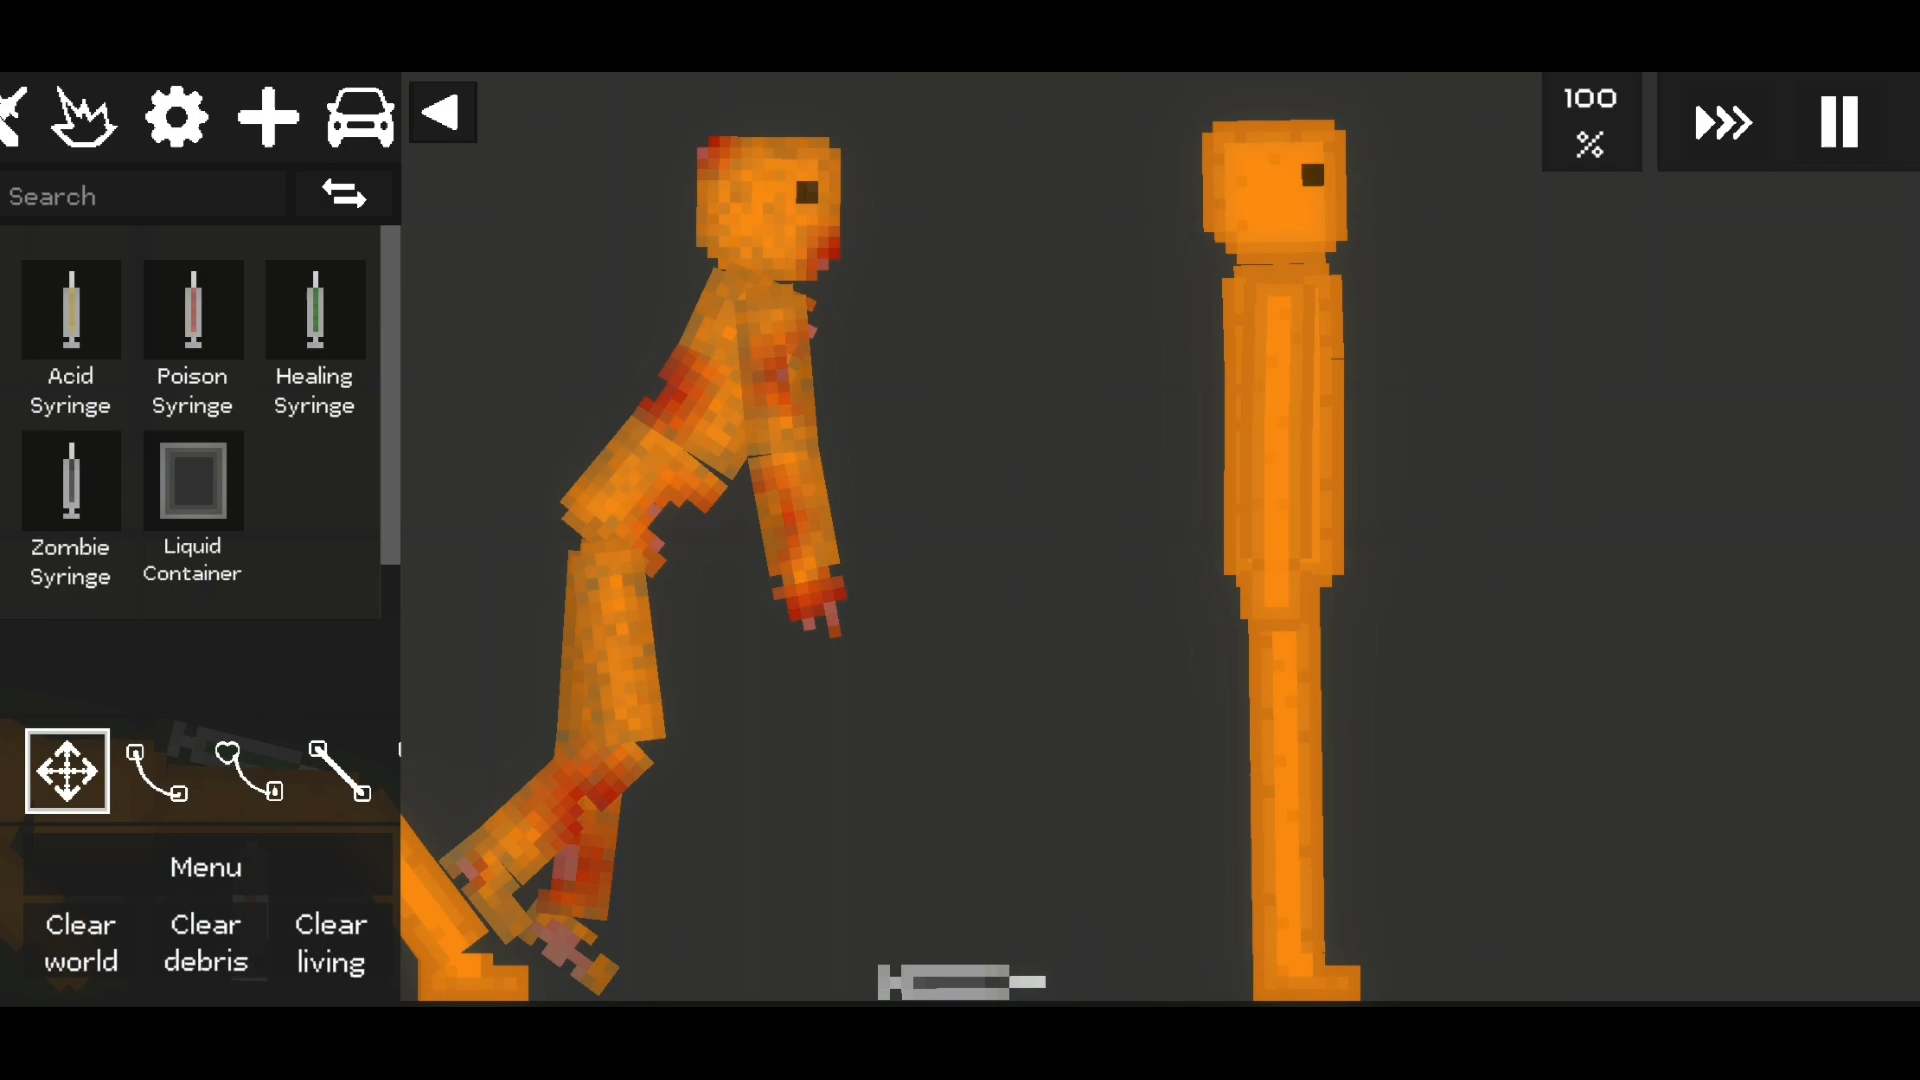 100
%
Search
Acid
Syringe
Poison
Syringe
Healing
Syringe
Zombie
Syringe
Liquid
Container
Menu
Clear
world
Clear
debris
Clear
living